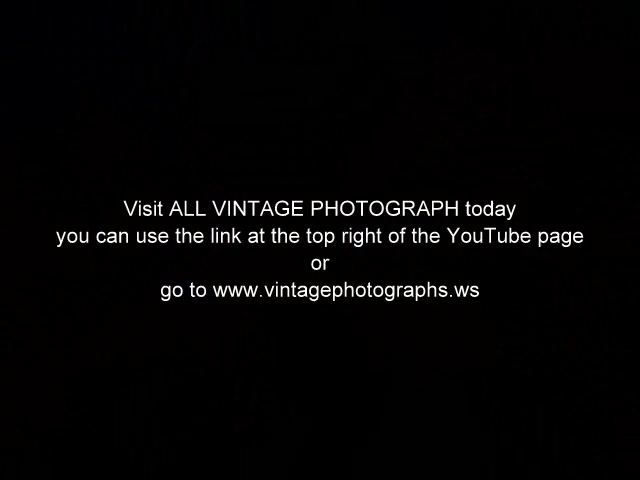 Visit ALL VINTAGE PHOTOGRAPH today
you can use the link at the top right of the YouTube page
or
go to www.vintagephotographs.ws